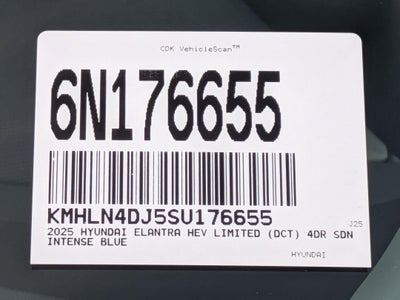 CDK VehicleScan™
6N176655
KMHLN4DJ5SU176655
J25
2025 HYUNDAI ELANTRA HEV LIMITED (DCT) 4DR SDN
INTENSE BLUE
HYUNDAI